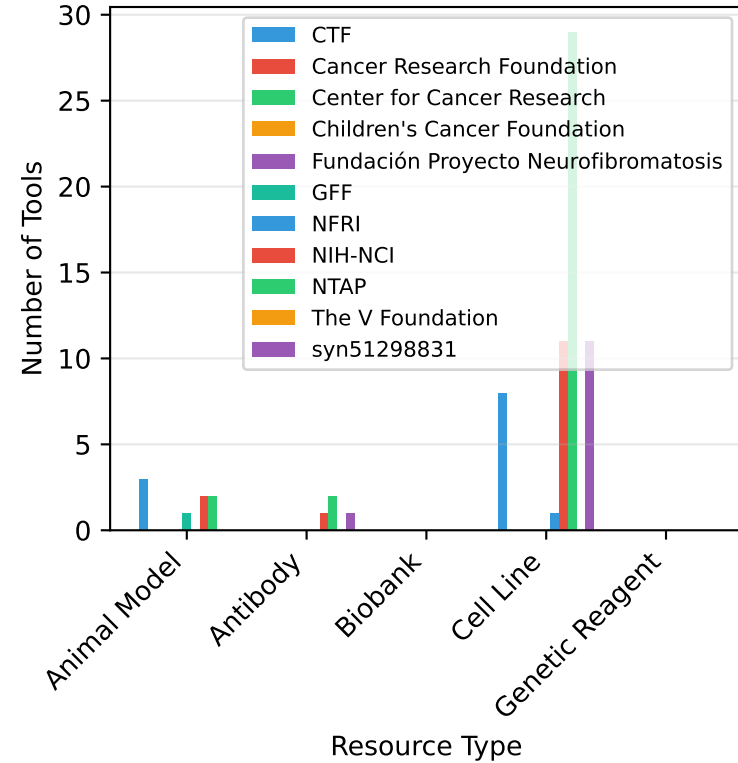 30
25
20
15
10
5
0
Number of Tools
CTF
Cancer Research Foundation
Center for Cancer Research
Children's Cancer Foundation
Fundación Proyecto Neurofibromatosis
GFF
NFRI
NIH-NCI
NTAP
The V Foundation
syn51298831
Animal Model
Antibody
Biobank
Cell Line
Genetic Reagent
Resource Type